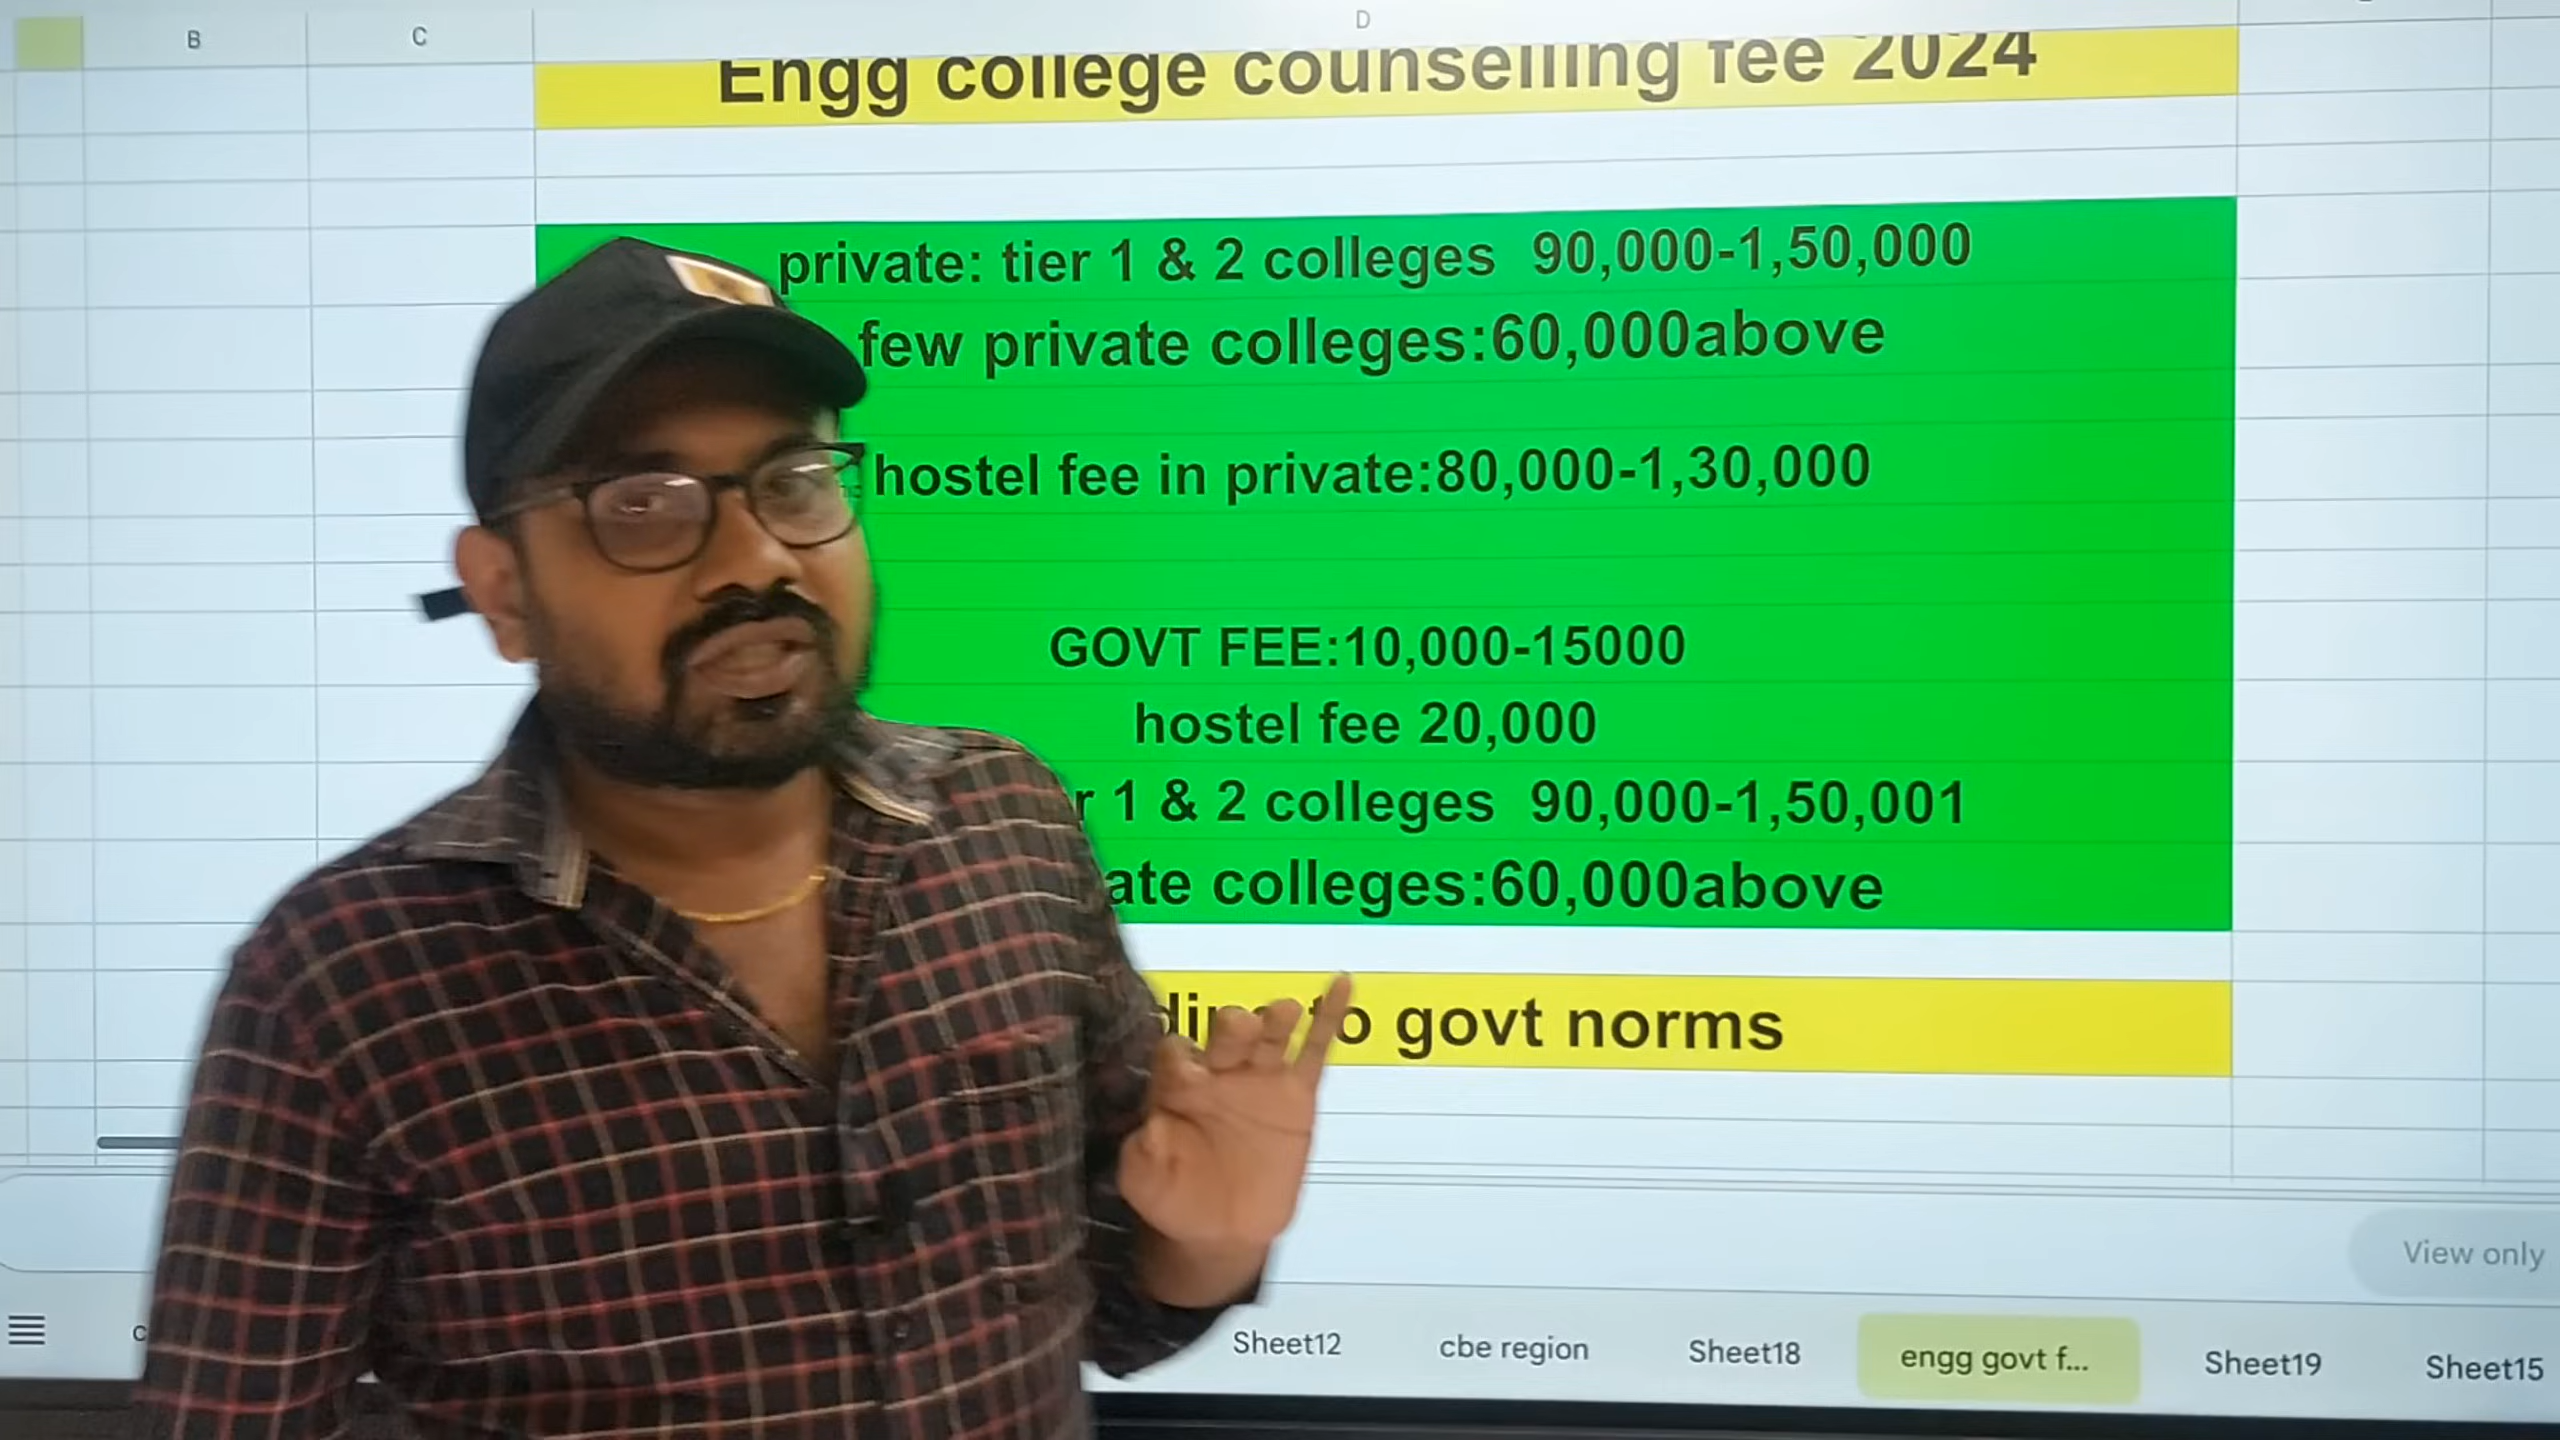 B C D
Engg college counselling fee 2024
private: tier 1 & 2 colleges 90,000-1,50,000
few private colleges:60,000above
hostel fee in private:80,000-1,30,000
GOVT FEE:10,000-15000
hostel fee 20,000
1 & 2 colleges 90,000-1,50,001
colleges:60,000above
to govt norms
View only
Sheet12 cbe region Sheet18 engg govt f... Sheet19 Sheet15